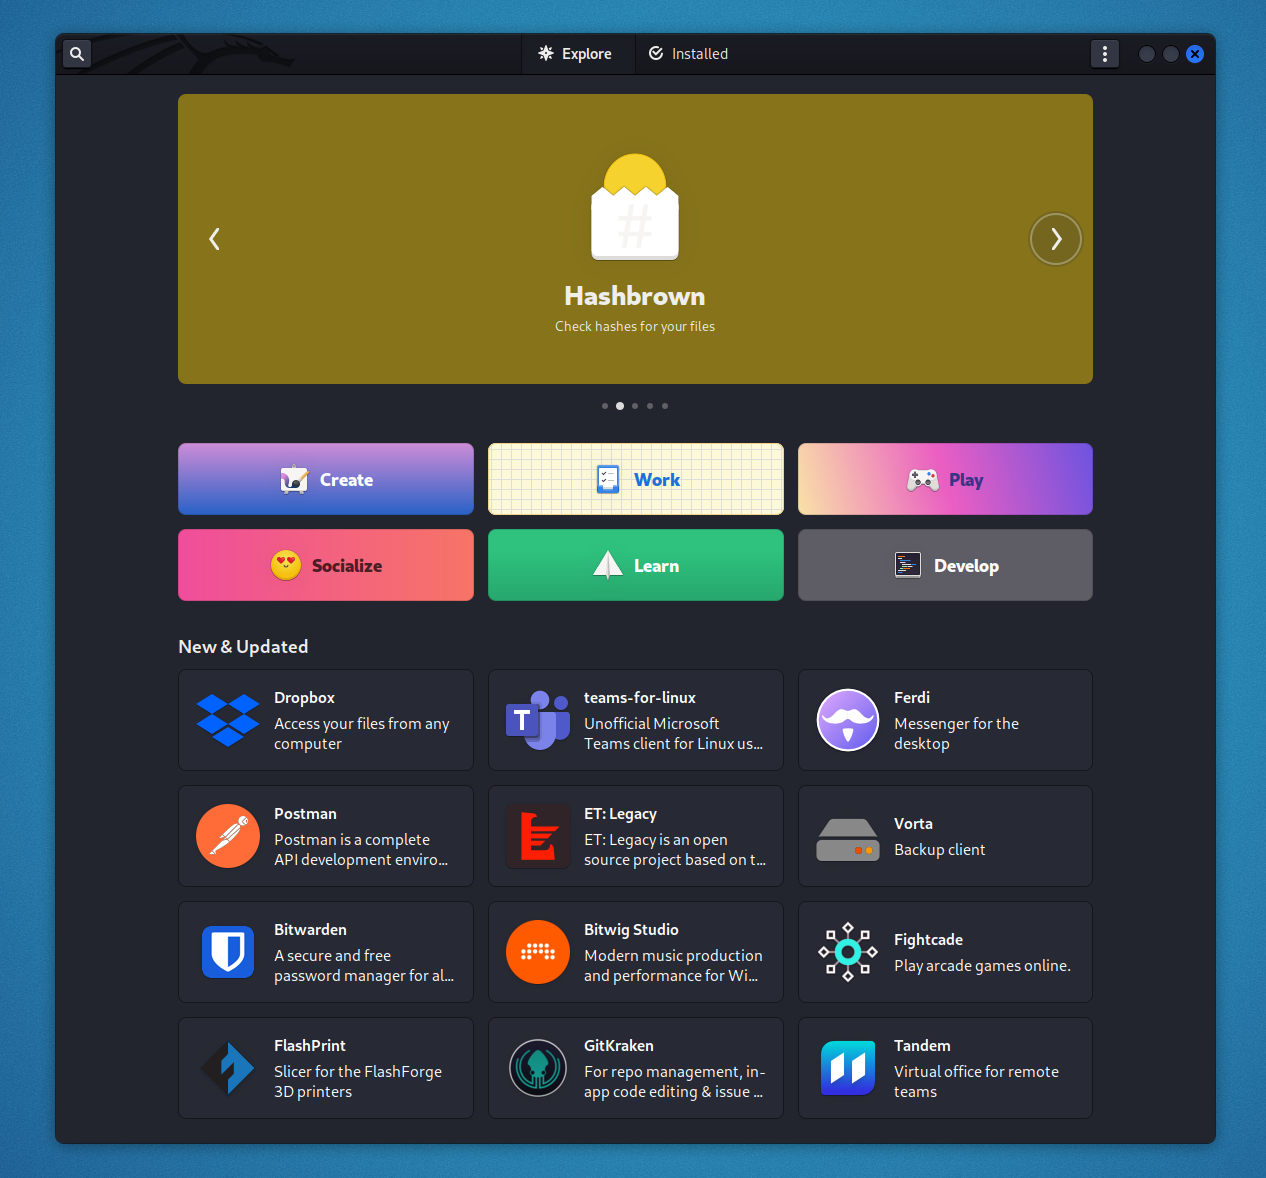 Explore
Installed
#
Hashbrown
Check hashes for your files
Create
Work
Play
Socialize
Learn
Develop
New & Updated
Dropbox
Access your files from any
computer
T
teams-for-linux
Unofficial Microsoft
Teams client for Linux us...
Ferdi
Messenger for the
desktop
Postman
Postman is a complete
API development enviro...
ET: Legacy
ET: Legacy is an open
source project based on t...
Vorta
Backup client
Bitwarden
A secure and free
password manager for al...
Bitwig Studio
Modern music production
and performance for Wi...
Fightcade
Play arcade games online.
FlashPrint
Slicer for the FlashForge
3D printers
GitKraken
For repo management, in-
app code editing & issue ...
Tandem
Virtual office for remote
teams